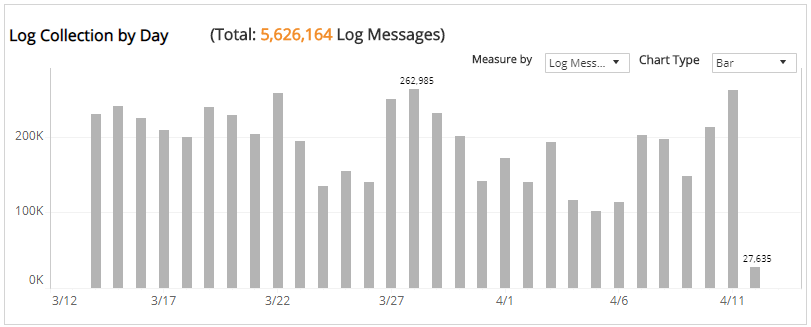 Log Collection by Day (Total: 5,626,164 Log Messages)
Measure by Log Mess... Chart Type Bar
262,985
200K
100K
27,635
0K
3/12 3/17 3/22 3/27 4/1 4/6 4/11